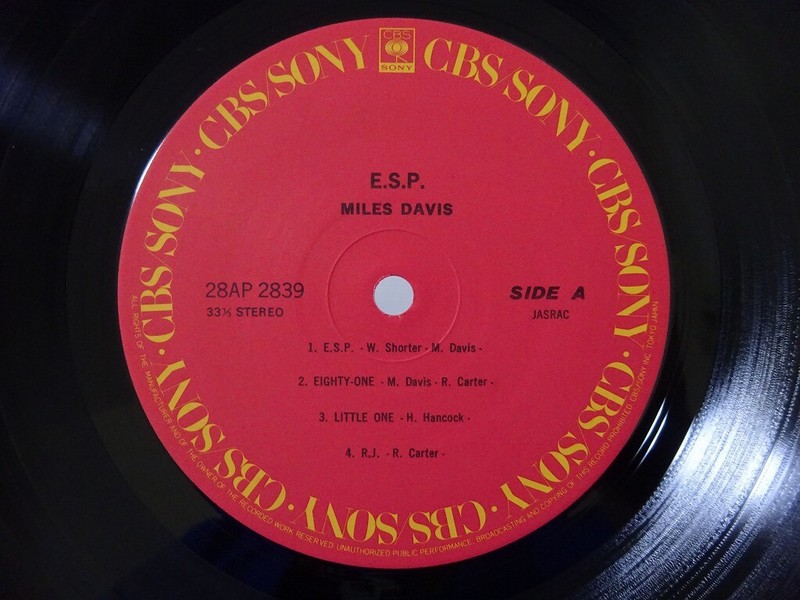 CBS
SONY
CBS/SONY · CBS SONY · CBS/SONY · CBS/SONY · CBS/SONY · CBS/SONY · CBS/SONY · CBS/SONY
E.S.P.
MILES DAVIS
28AP 2839
33⅓ STEREO
SIDE A
JASRAC
1. E.S.P. - W. Shorter - M. Davis -
2. EIGHTY-ONE - M. Davis - R. Carter -
3. LITTLE ONE - H. Hancock -
4. R.J. - R. Carter -
ALL RIGHTS OF THE MANUFACTURER AND OF THE OWNER OF THE RECORDED WORK RESERVED. UNAUTHORIZED PUBLIC PERFORMANCE, BROADCASTING AND COPYING OF THIS RECORD PROHIBITED CBS/SONY INC. TOKYO JAPAN